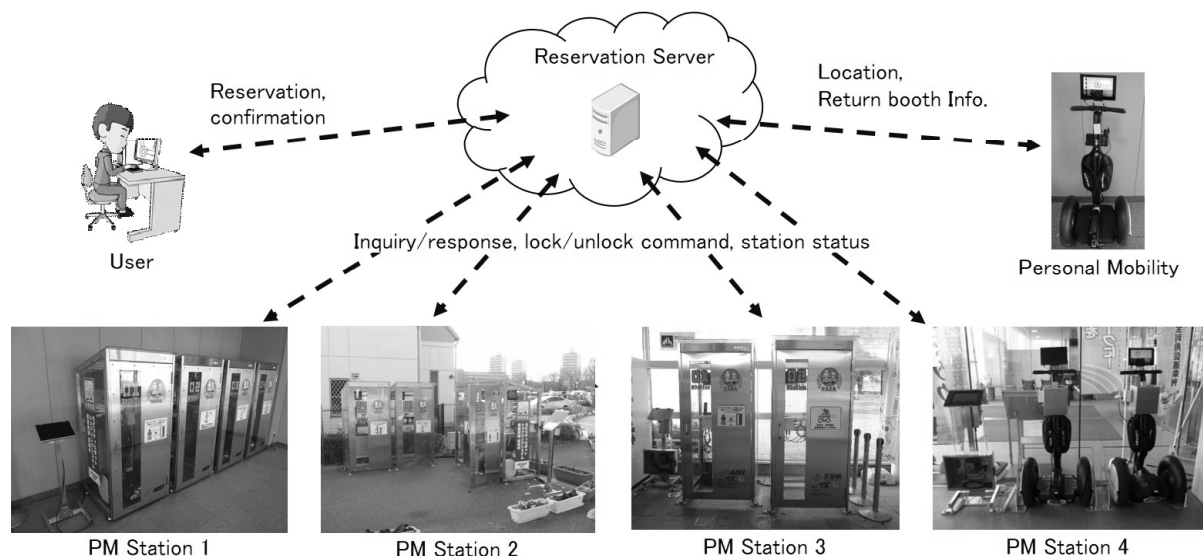 Reservation Server
Reservation,
confirmation
Location,
Return booth Info.
User
Inquiry/response, lock/unlock command, station status
Personal Mobility
PM Station 1
PM Station 2
PM Station 3
PM Station 4